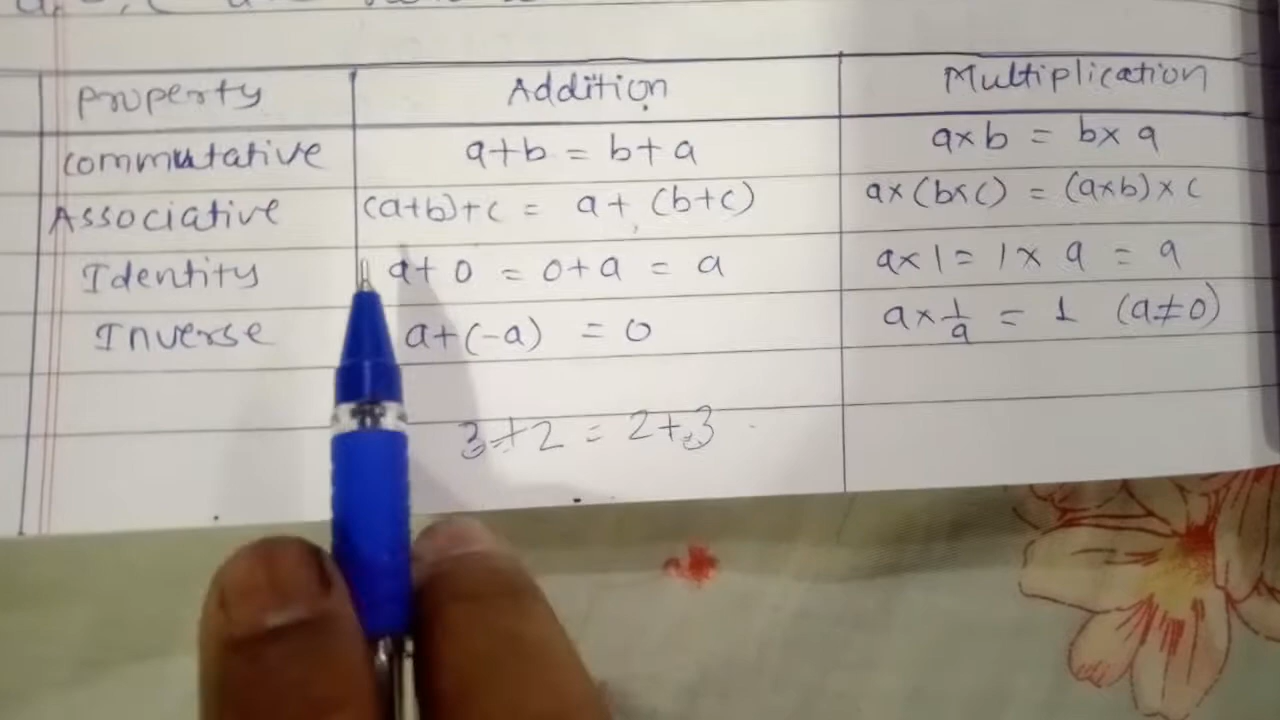 Property Addition Multiplication
Commutative a+b = b+a a×b = b×a
Associative (a+b)+c = a+(b+c) a×(b×c) = (a×b)×c
Identity a+0 = 0+a = a a×1 = 1×a = a
Inverse a+(-a) = 0 a×1/a = 1 (a≠0)
3+2 = 2+3